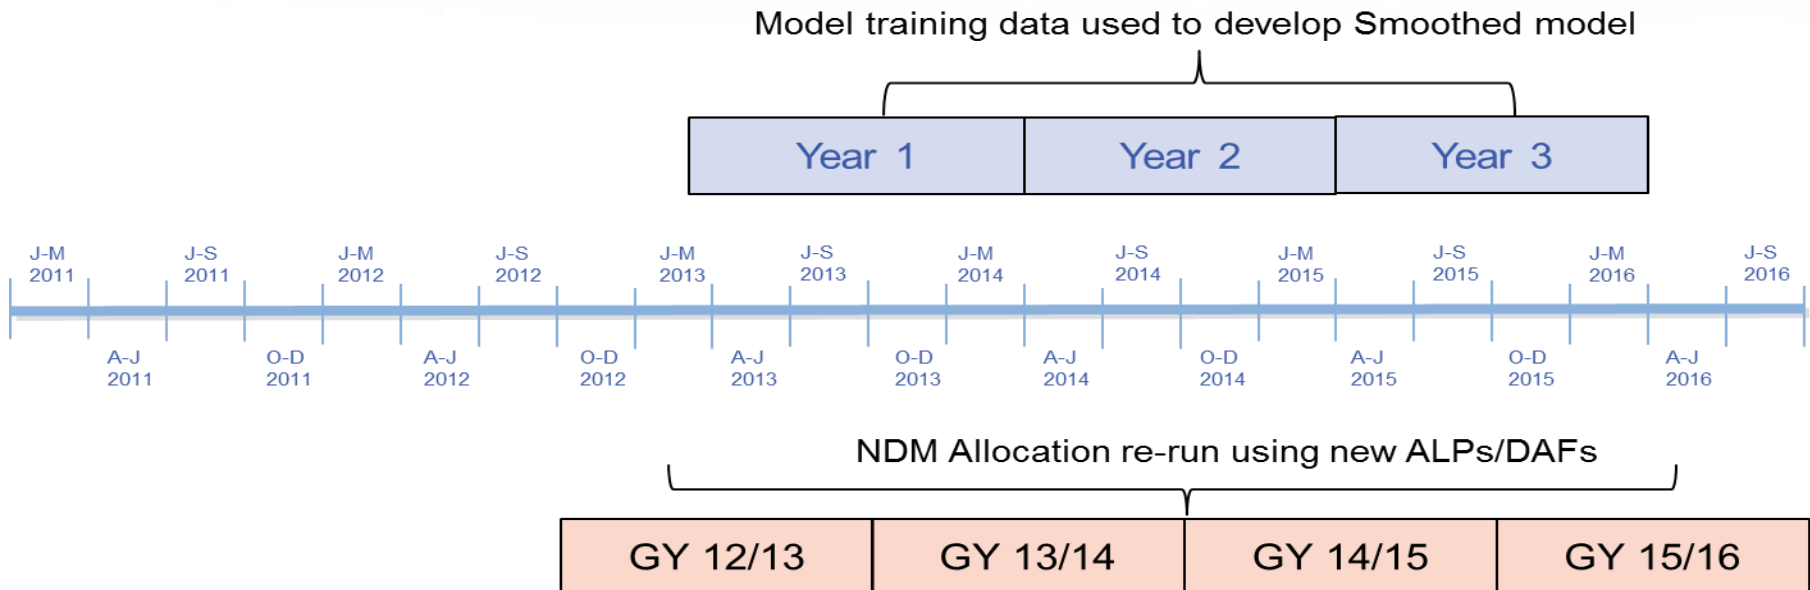 Model training data used to develop Smoothed model
Year 1 Year 2 Year 3
J-M J-S J-M J-S J-M J-S J-M J-S J-M J-S J-M J-S
2011 2011 2012 2012 2013 2013 2014 2014 2015 2015 2016 2016
A-J O-D A-J O-D A-J O-D A-J O-D A-J O-D A-J
2011 2011 2012 2012 2013 2013 2014 2014 2015 2015 2016
NDM Allocation re-run using new ALPs/DAFs
GY 12/13 GY 13/14 GY 14/15 GY 15/16